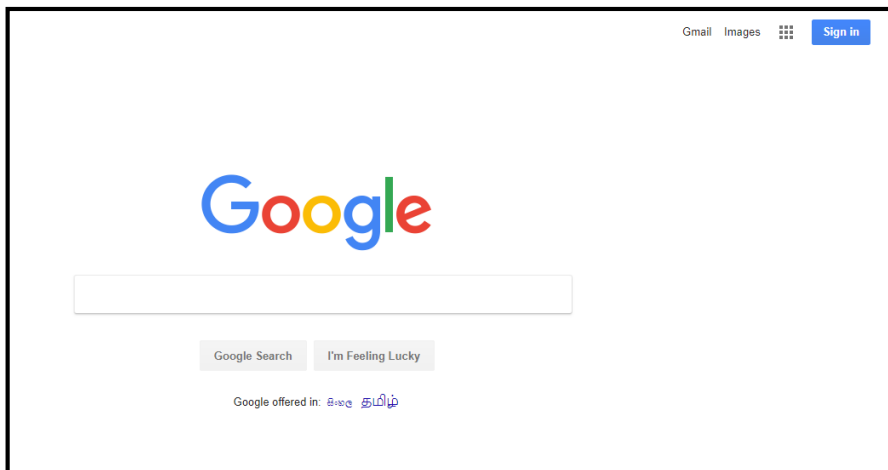 Gmail Images Sign in
Google
Google Search I'm Feeling Lucky
Google offered in: සිංහල தமிழ்